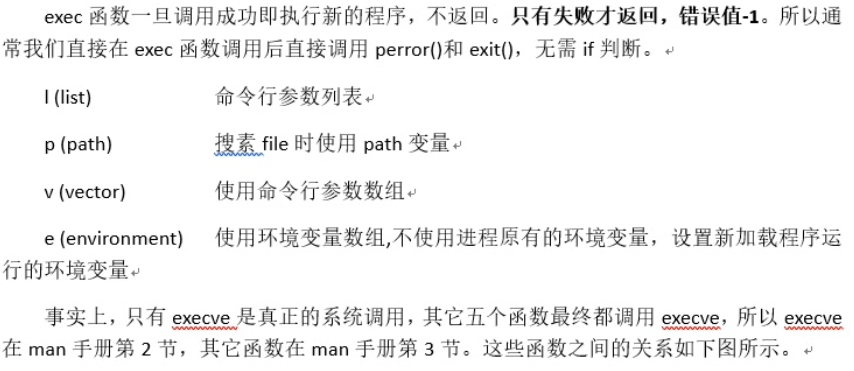 exec 函数一旦调用成功即执行新的程序，不返回。只有失败才返回，错误值-1。所以通
常我们直接在 exec 函数调用后直接调用 perror()和 exit()，无需 if 判断。
l (list) 命令行参数列表
p (path) 搜素 file 时使用 path 变量
v (vector) 使用命令行参数数组
e (environment) 使用环境变量数组,不使用进程原有的环境变量，设置新加载程序运
行的环境变量
事实上，只有 execve 是真正的系统调用，其它五个函数最终都调用 execve，所以 execve
在 man 手册第 2 节，其它函数在 man 手册第 3 节。这些函数之间的关系如下图所示。